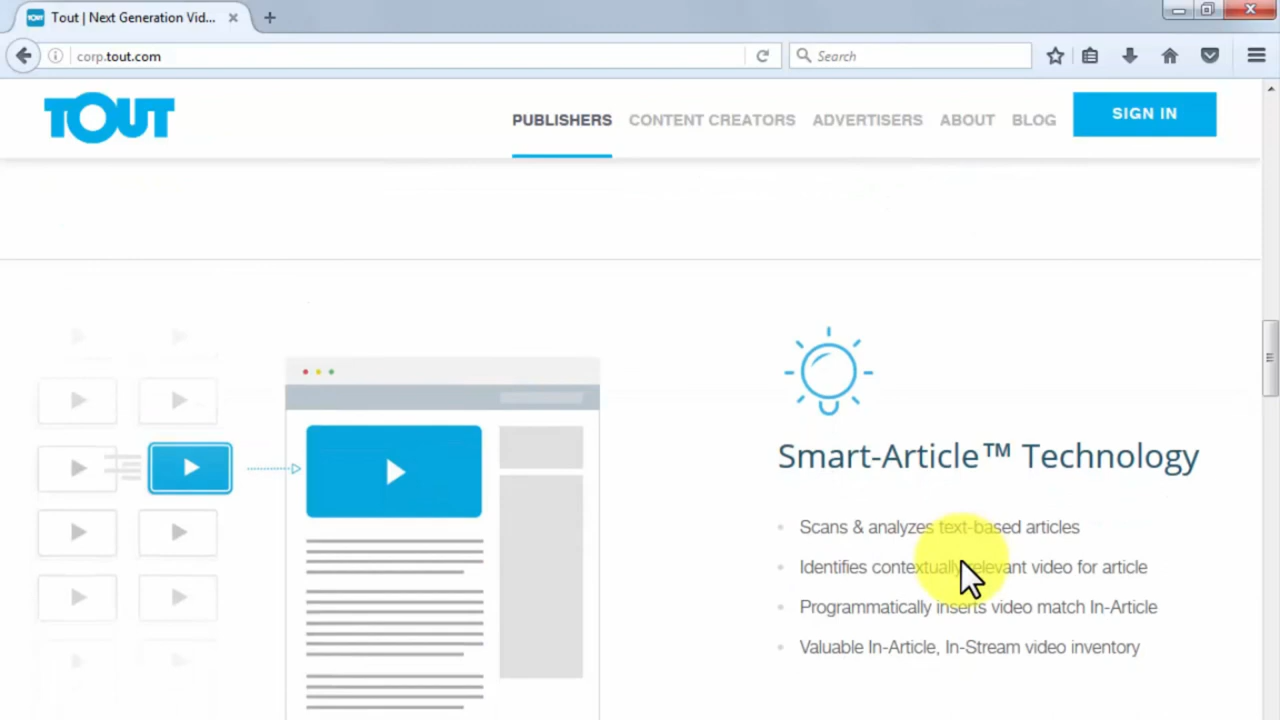 Tout | Next Generation Vid...
corp.tout.com
Search
TOUT
PUBLISHERS
CONTENT CREATORS
ADVERTISERS
ABOUT
BLOG
SIGN IN
Smart-Article™ Technology
Scans & analyzes text-based articles
Identifies contextually relevant video for article
Programmatically inserts video match In-Article
Valuable In-Article, In-Stream video inventory